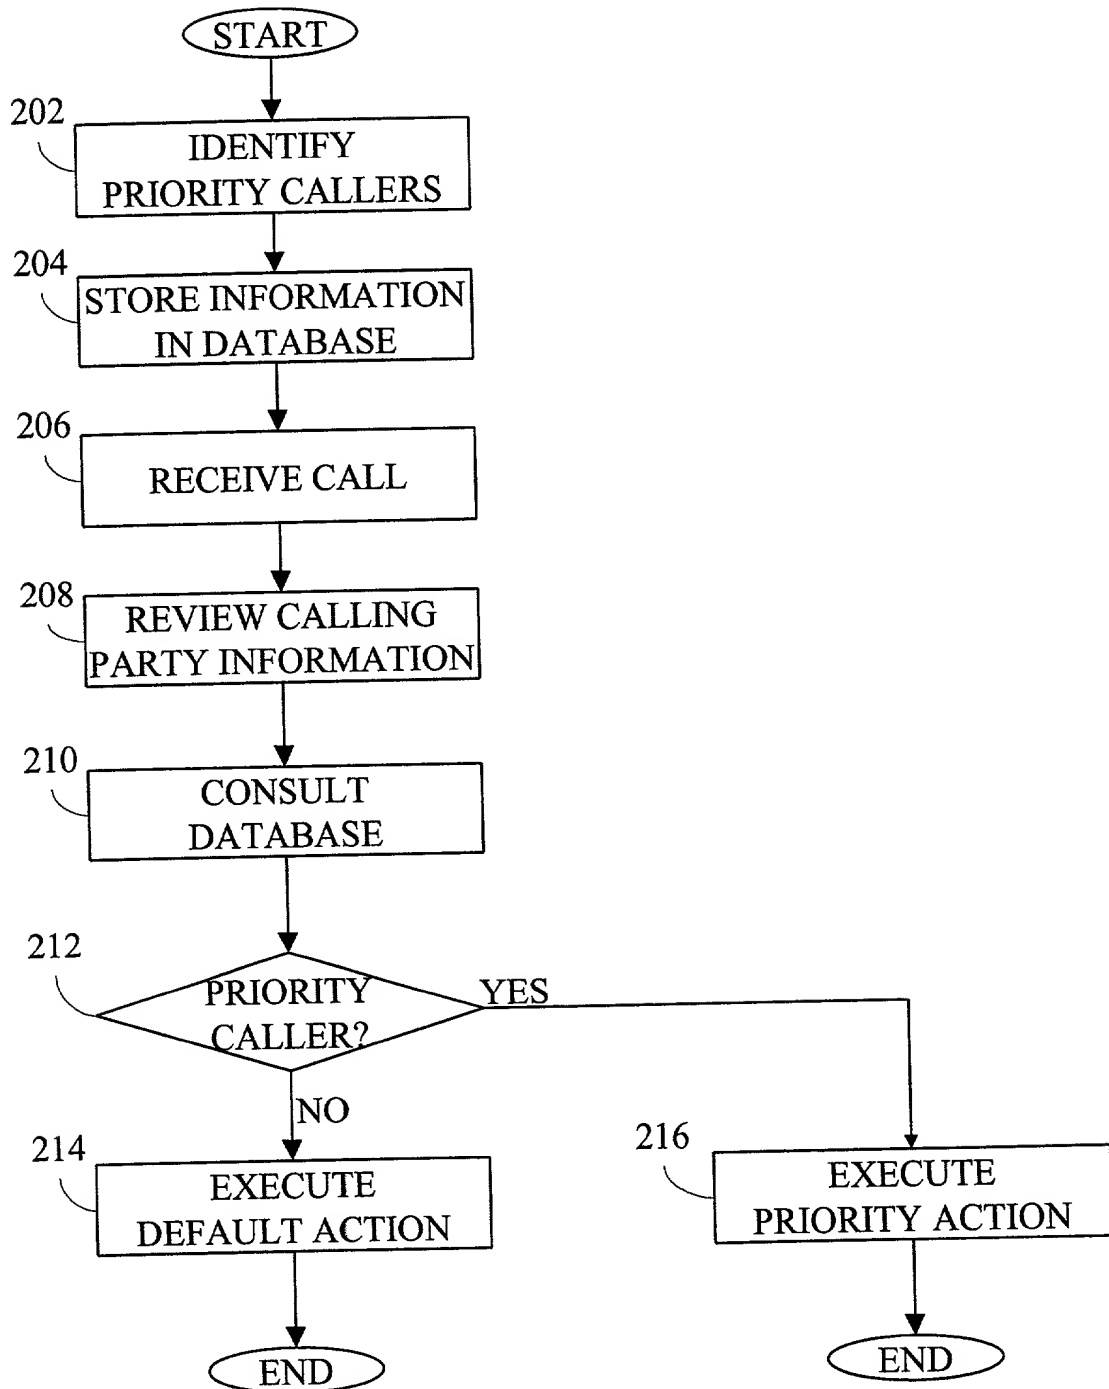 START
202
IDENTIFY
PRIORITY CALLERS
204
STORE INFORMATION
IN DATABASE
206
RECEIVE CALL
208
REVIEW CALLING
PARTY INFORMATION
210
CONSULT
DATABASE
212
PRIORITY
CALLER?
YES
NO
214
EXECUTE
DEFAULT ACTION
216
EXECUTE
PRIORITY ACTION
END
END